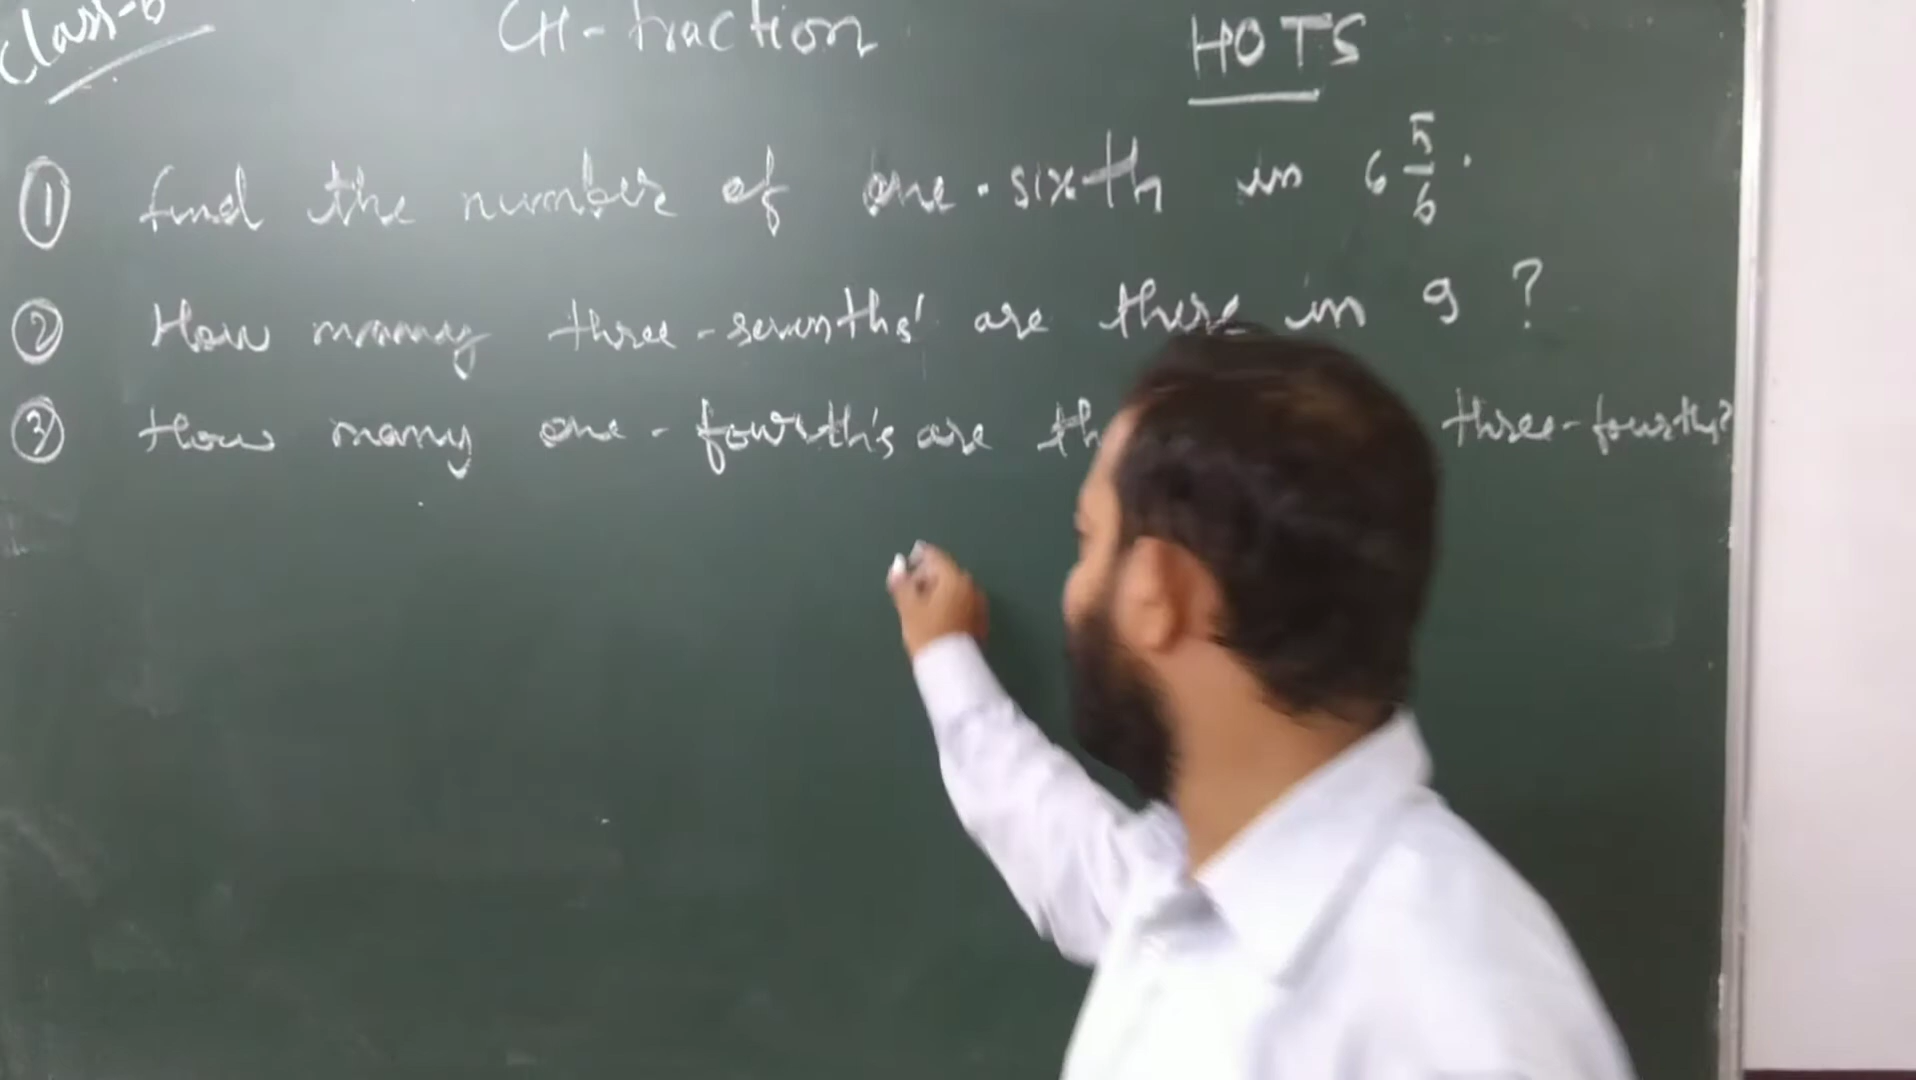 Class-6 CH-fraction HOTS
① find the number of one-sixth in 6 5/6.
② How many three-sevenths' are there in 9 ?
③ How many one-fourth's are three-fourths?